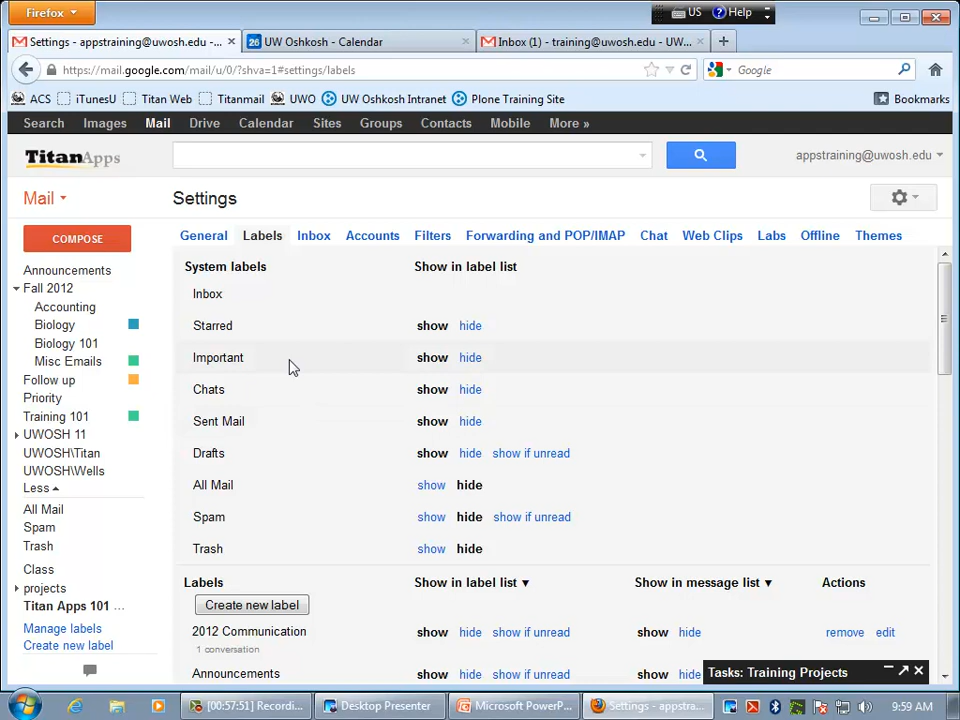 Firefox
US Help
Settings - appstraining@uwosh.edu -...
26 UW Oshkosh - Calendar
Inbox (1) - training@uwosh.edu - UW...
https://mail.google.com/mail/u/0/?shva=1#settings/labels
Google
ACS iTunesU Titan Web Titanmail UWO UW Oshkosh Intranet Plone Training Site Bookmarks
Search Images Mail Drive Calendar Sites Groups Contacts Mobile More »
TitanApps
appstraining@uwosh.edu
Mail
Settings
COMPOSE
General Labels Inbox Accounts Filters Forwarding and POP/IMAP Chat Web Clips Labs Offline Themes
Announcements
Fall 2012
Accounting
Biology
Biology 101
Misc Emails
Follow up
Priority
Training 101
UWOSH 11
UWOSH\Titan
UWOSH\Wells
Less
All Mail
Spam
Trash
Class
projects
Titan Apps 101 ...
Manage labels
Create new label
System labels Show in label list
Inbox
Starred show hide
Important show hide
Chats show hide
Sent Mail show hide
Drafts show hide show if unread
All Mail show hide
Spam show hide show if unread
Trash show hide
Labels Show in label list ▼ Show in message list ▼ Actions
Create new label
2012 Communication show hide show if unread show hide remove edit
1 conversation
Announcements show hide show if unread
Tasks: Training Projects
[00:57:51] Recordi...
Desktop Presenter
Microsoft PowerP...
Settings - appstra...
9:59 AM